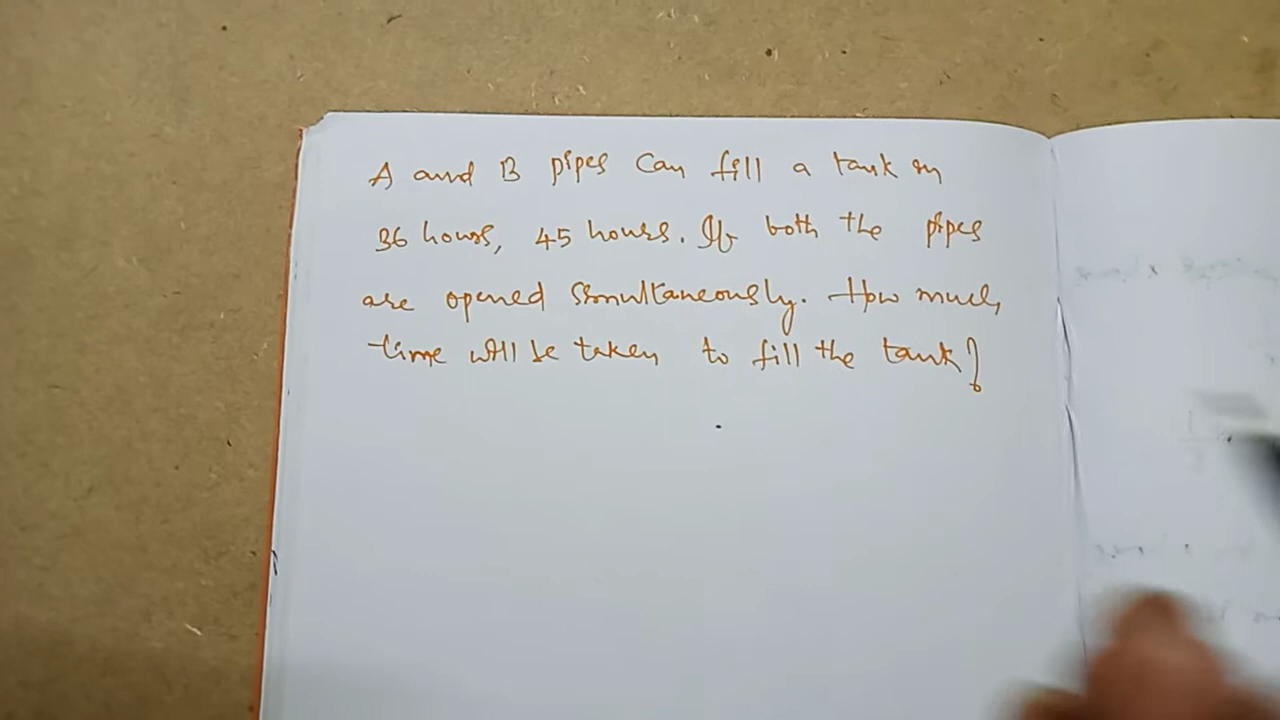 A and B pipes can fill a tank in
36 hours, 45 hours. If both the pipes
are opened simultaneously. How much
time will be taken to fill the tank?